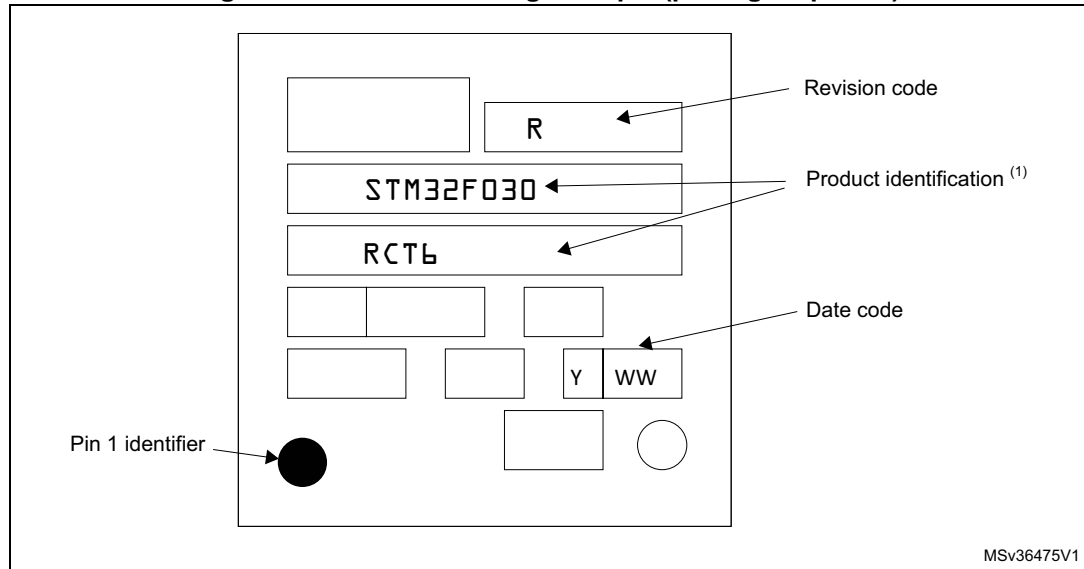 Revision code
R
STM32F030
Product identification (1)
RCT6
Date code
Y WW
Pin 1 identifier
MSv36475V1